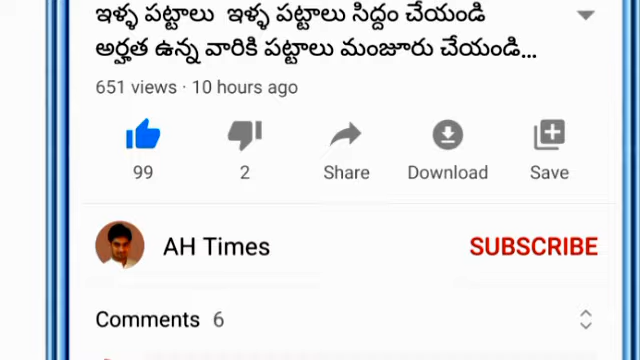 ఇళ్ళ పట్టాలు ఇళ్ళ పట్టాలు సిద్దం చేయండి
అర్హత ఉన్న వారికి పట్టాలు మంజూరు చేయండి...
651 views · 10 hours ago
99 2 Share Download Save
AH Times SUBSCRIBE
Comments 6